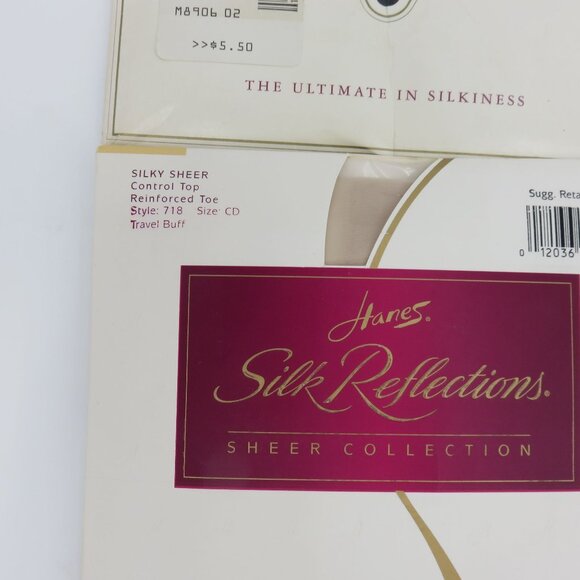 M8906 02
>>$5.50
THE ULTIMATE IN SILKINESS
SILKY SHEER
Control Top
Reinforced Toe
Style: 718 Size: CD
Travel Buff
Sugg.
0 12036
Hanes®
Silk Reflections®
SHEER COLLECTION